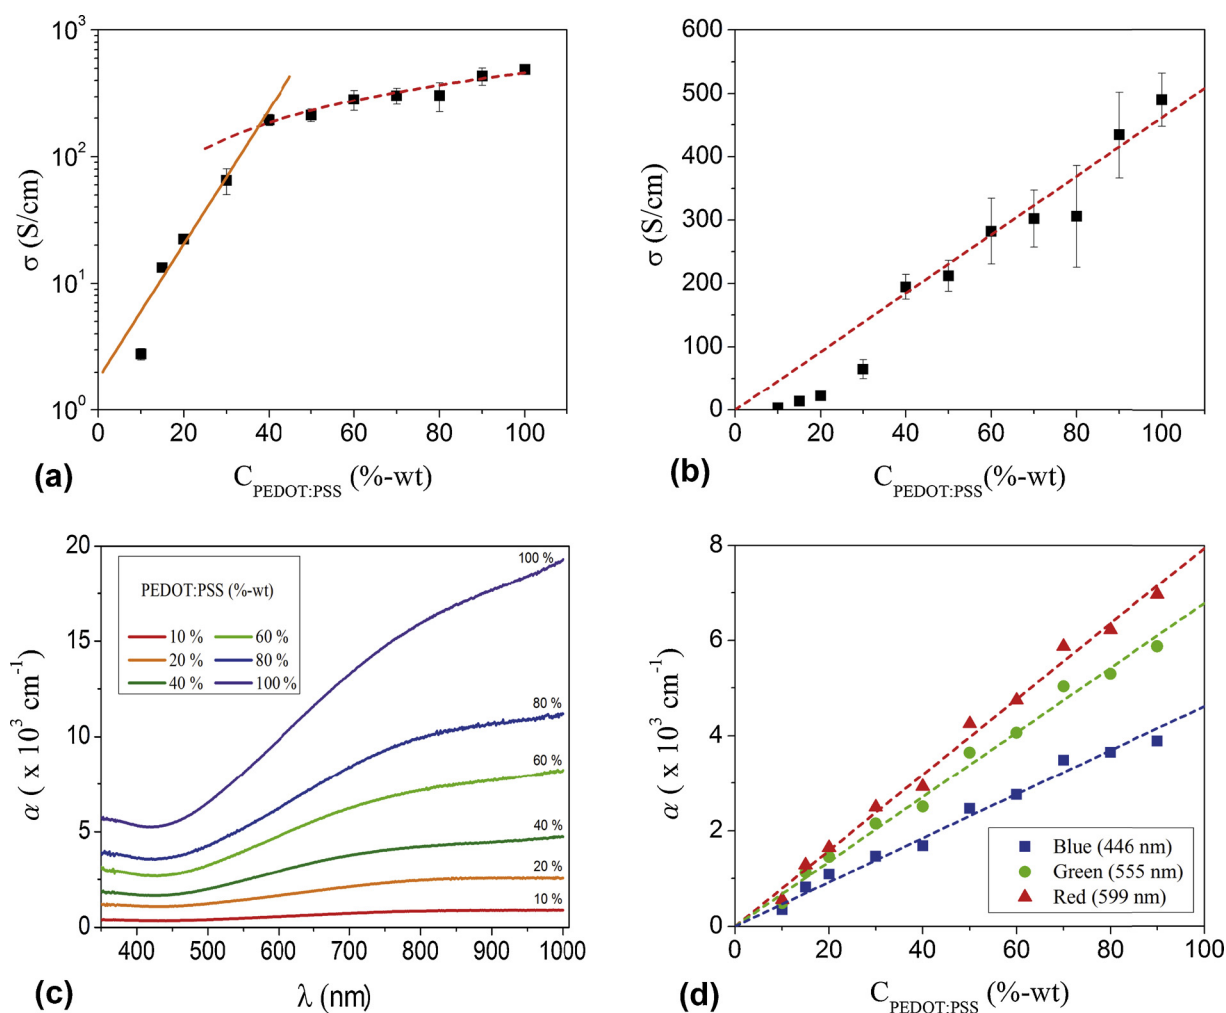 10³
10²
10¹
10⁰
σ (S/cm)
0 20 40 60 80 100
(a)
C_PEDOT:PSS (%-wt)
600
500
400
300
200
100
0
σ (S/cm)
0 20 40 60 80 100
(b)
C_PEDOT:PSS (%-wt)
20
15
10
5
0
α ( x 10³ cm⁻¹)
PEDOT:PSS (%-wt)
10 % 60 %
20 % 80 %
40 % 100 %
100 %
80 %
60 %
40 %
20 %
10 %
400 500 600 700 800 900 1000
(c)
λ (nm)
8
6
4
2
0
α ( x 10³ cm⁻¹)
Blue (446 nm)
Green (555 nm)
Red (599 nm)
0 20 40 60 80 100
(d)
C_PEDOT:PSS (%-wt)